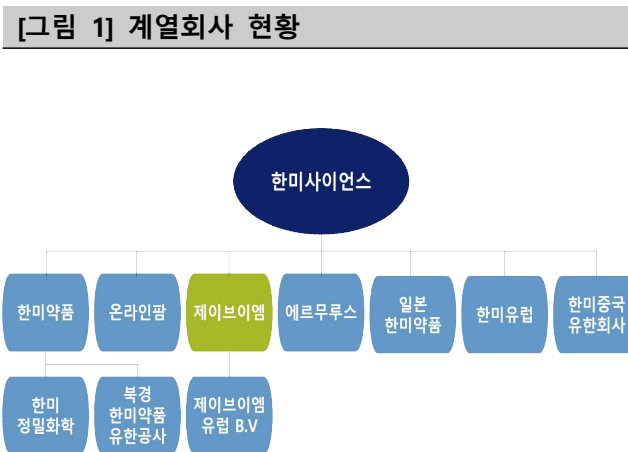 [그림 1] 계열회사 현황
한미사이언스
한미약품
온라인팜
제이브이엠
에르무루스
일본
한미약품
한미유럽
한미중국
유한회사
한미
정밀화학
북경
한미약품
유한공사
제이브이엠
유럽 B.V